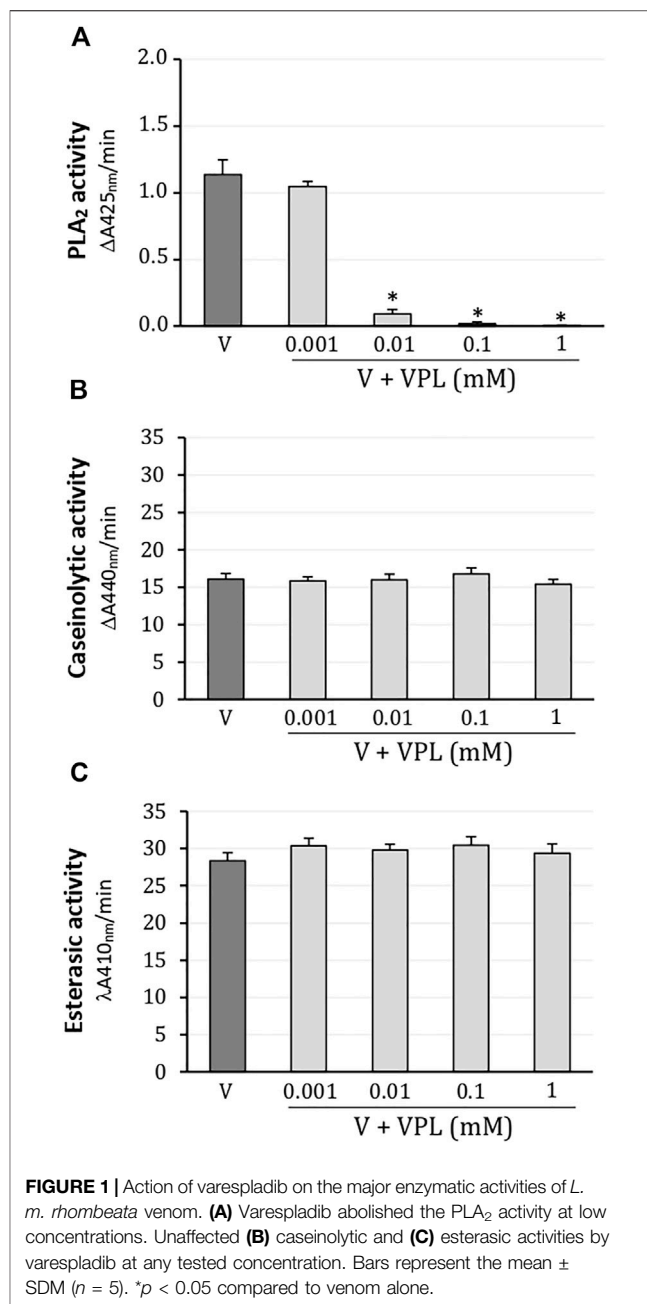 A
PLA₂ activity
ΔA425nm/min
2.0
1.5
1.0
0.5
0.0
* * *
V 0.001 0.01 0.1 1
V + VPL (mM)
B
Caseinolytic activity
ΔA440nm/min
35
30
25
20
15
10
5
0
V 0.001 0.01 0.1 1
V + VPL (mM)
C
Esterasic activity
λA410nm/min
35
30
25
20
15
10
5
0
V 0.001 0.01 0.1 1
V + VPL (mM)
FIGURE 1 | Action of varespladib on the major enzymatic activities of L.
m. rhombeata venom. (A) Varespladib abolished the PLA₂ activity at low
concentrations. Unaffected (B) caseinolytic and (C) esterasic activities by
varespladib at any tested concentration. Bars represent the mean ±
SDM (n = 5). *p < 0.05 compared to venom alone.